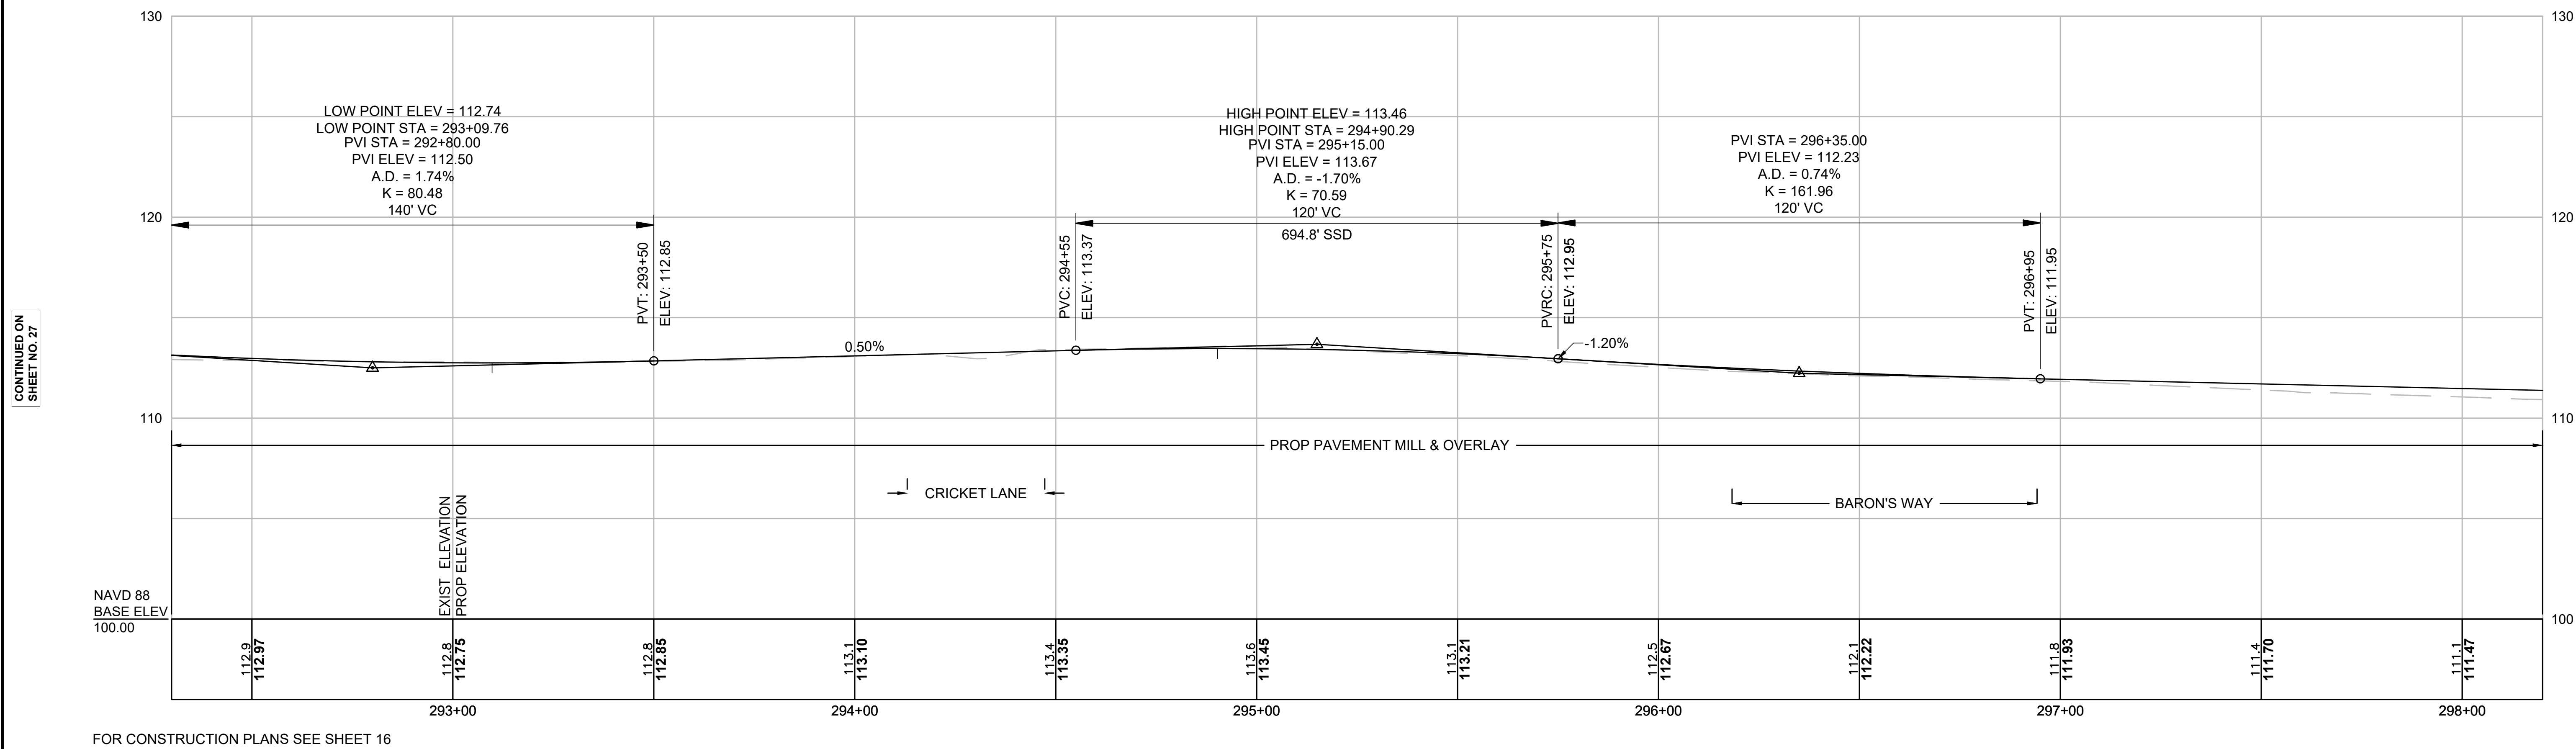 130
130
LOW POINT ELEV = 112.74
LOW POINT STA = 293+09.76
PVI STA = 292+80.00
PVI ELEV = 112.50
A.D. = 1.74%
K = 80.48
140' VC
HIGH POINT ELEV = 113.46
HIGH POINT STA = 294+90.29
PVI STA = 295+15.00
PVI ELEV = 113.67
A.D. = -1.70%
K = 70.59
120' VC
694.8' SSD
PVI STA = 296+35.00
PVI ELEV = 112.23
A.D. = 0.74%
K = 161.96
120' VC
120
120
PVT: 293+50
ELEV: 112.85
PVC: 294+55
ELEV: 113.37
PVRC: 295+75
ELEV: 112.95
PVT: 296+95
ELEV: 111.95
CONTINUED ON
SHEET NO. 27
0.50%
-1.20%
110
110
PROP PAVEMENT MILL & OVERLAY
CRICKET LANE
BARON'S WAY
EXIST ELEVATION
PROP ELEVATION
NAVD 88
BASE ELEV
100.00
100
112.9
112.97
112.8
112.75
112.8
112.85
113.1
113.10
113.4
113.35
113.6
113.45
113.1
113.21
112.5
112.67
112.1
112.22
111.8
111.93
111.4
111.70
111.1
111.47
293+00
294+00
295+00
296+00
297+00
298+00
FOR CONSTRUCTION PLANS SEE SHEET 16